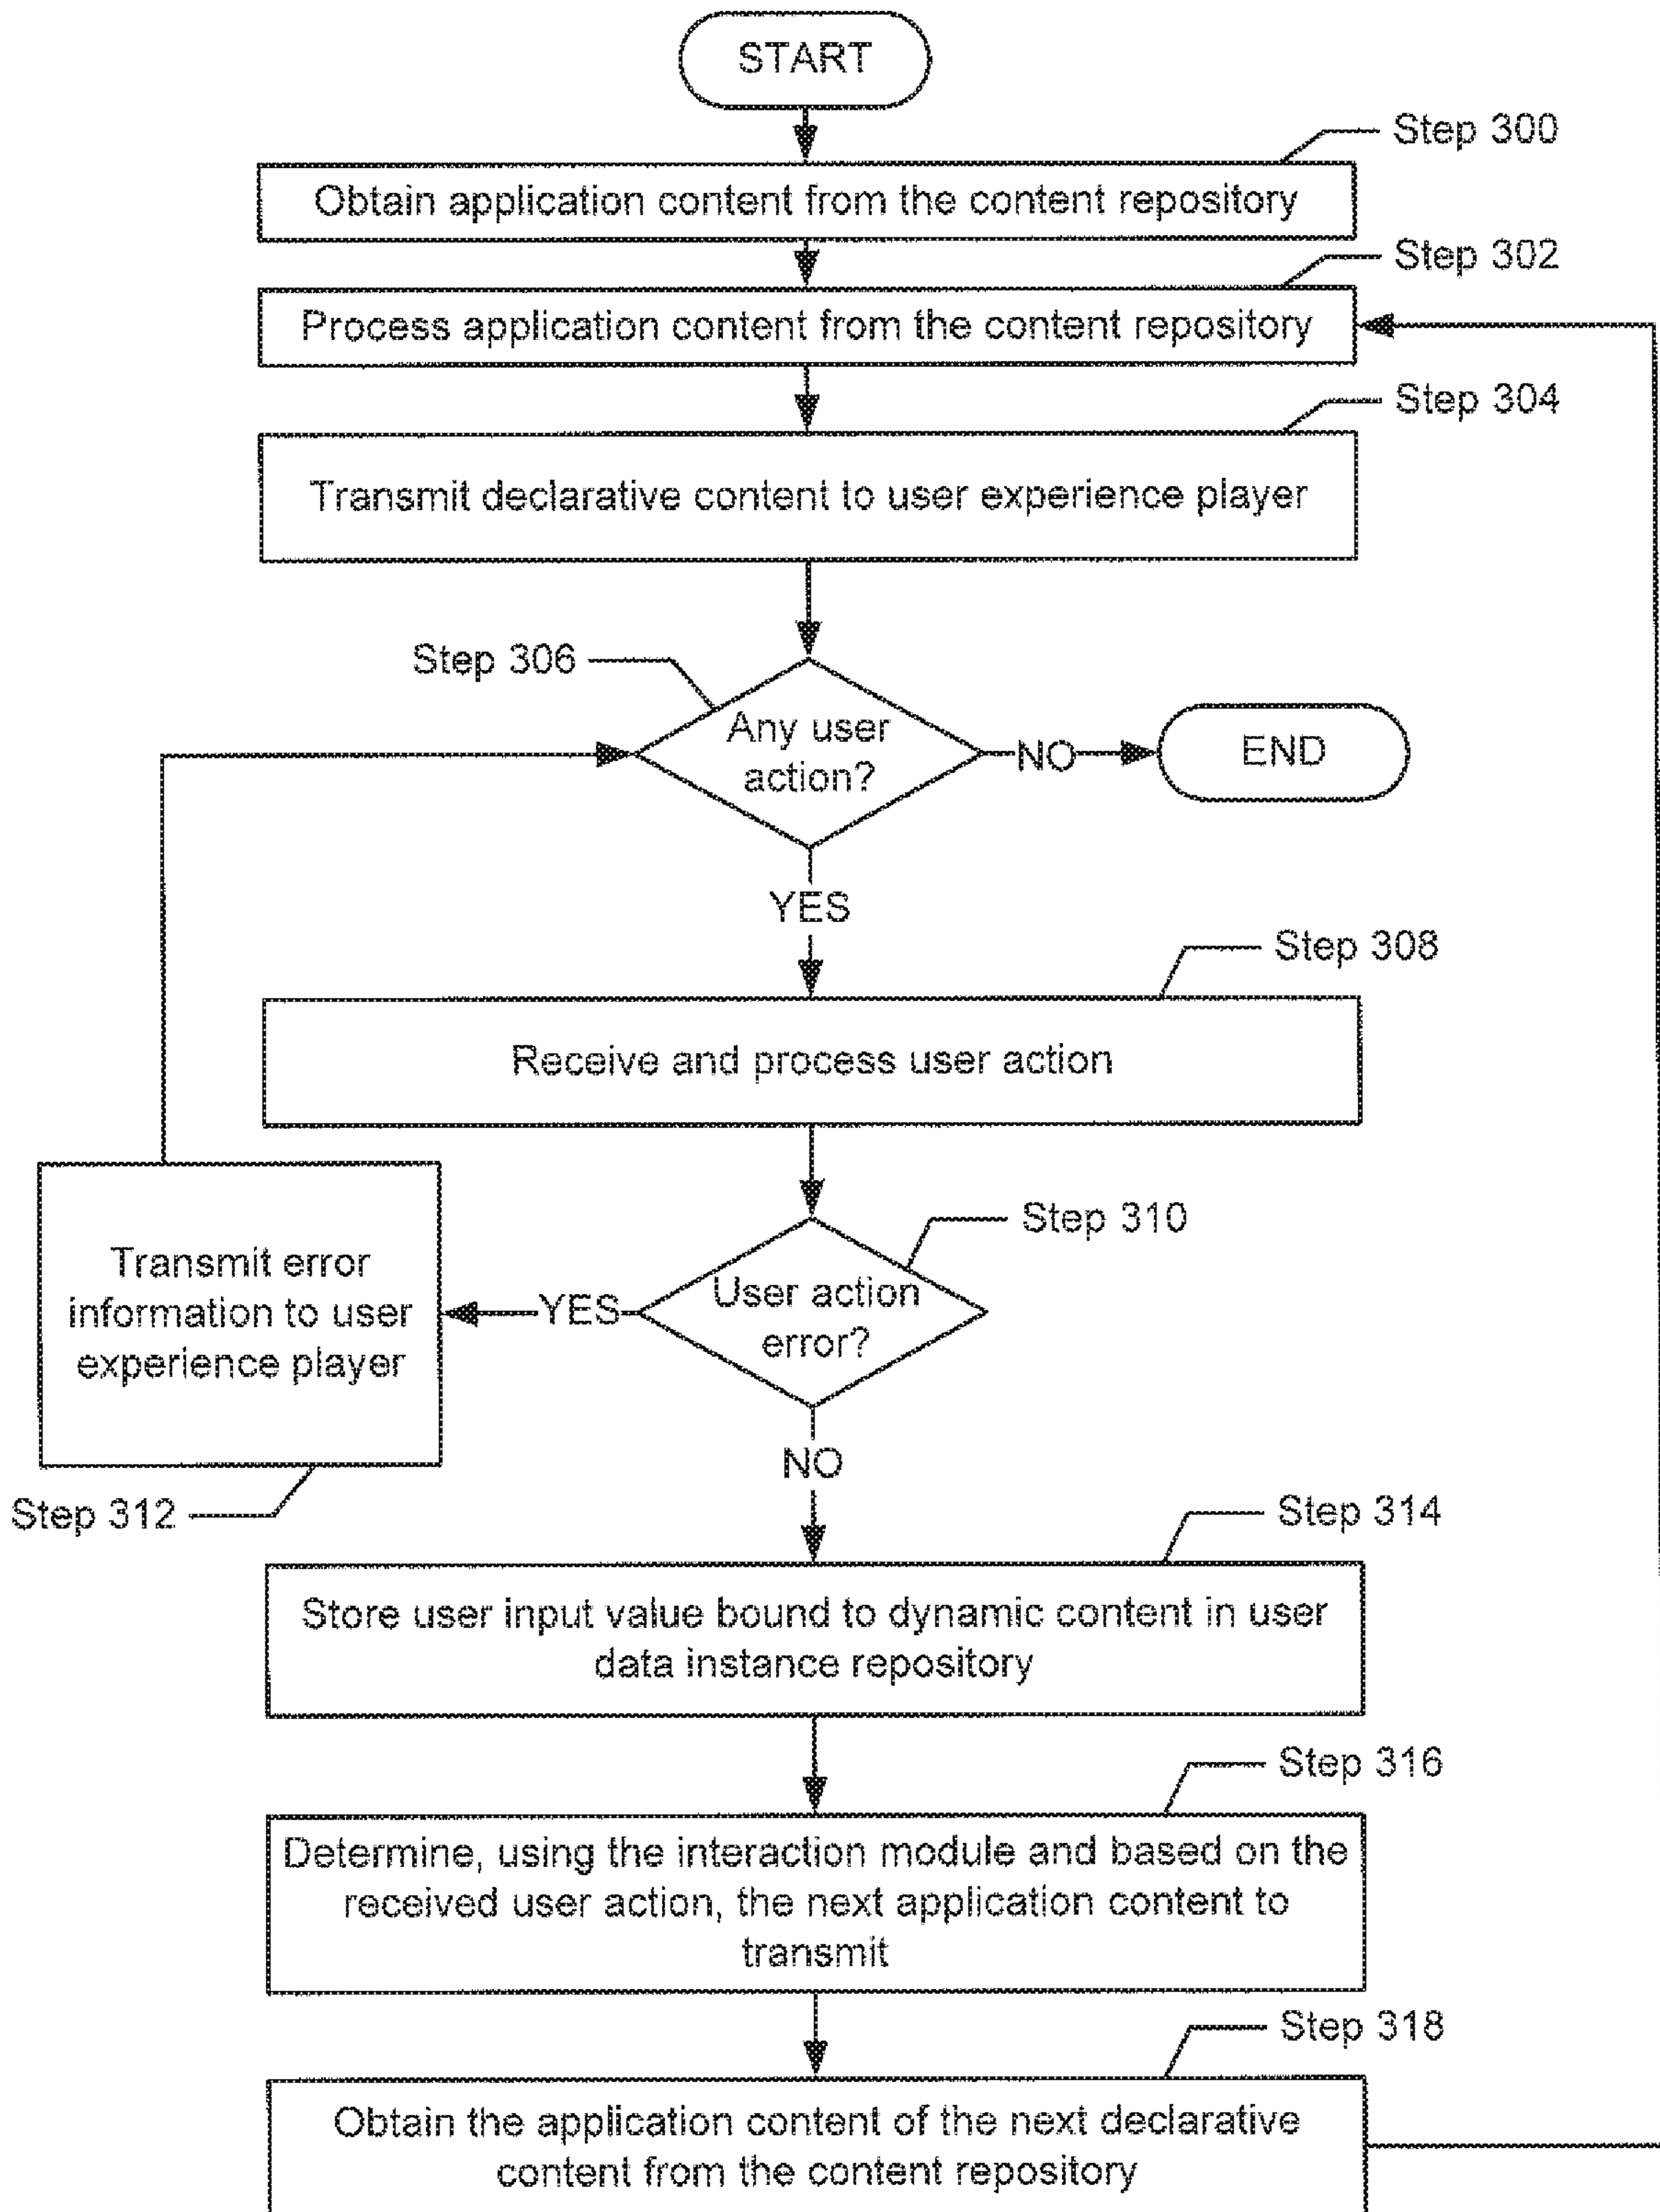 START
Step 300
Obtain application content from the content repository
Step 302
Process application content from the content repository
Step 304
Transmit declarative content to user experience player
Step 306
Any user
action?
NO
END
YES
Step 308
Receive and process user action
Step 310
User action
error?
YES
Transmit error
information to user
experience player
Step 312
NO
Step 314
Store user input value bound to dynamic content in user
data instance repository
Step 316
Determine, using the interaction module and based on the
received user action, the next application content to
transmit
Step 318
Obtain the application content of the next declarative
content from the content repository